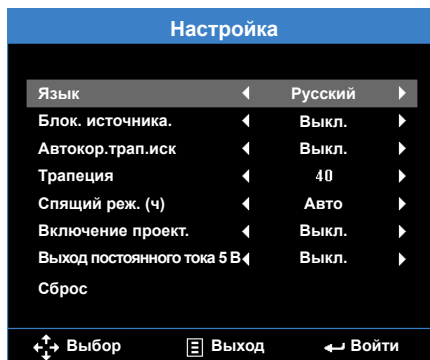 Настройка
Язык Русский
Блок. источника. Выкл.
Автокор.трап.иск Выкл.
Трапеция 40
Спящий реж. (ч) Авто
Включение проект. Выкл.
Выход постоянного тока 5 В Выкл.
Сброс
Выбор Выход Войти